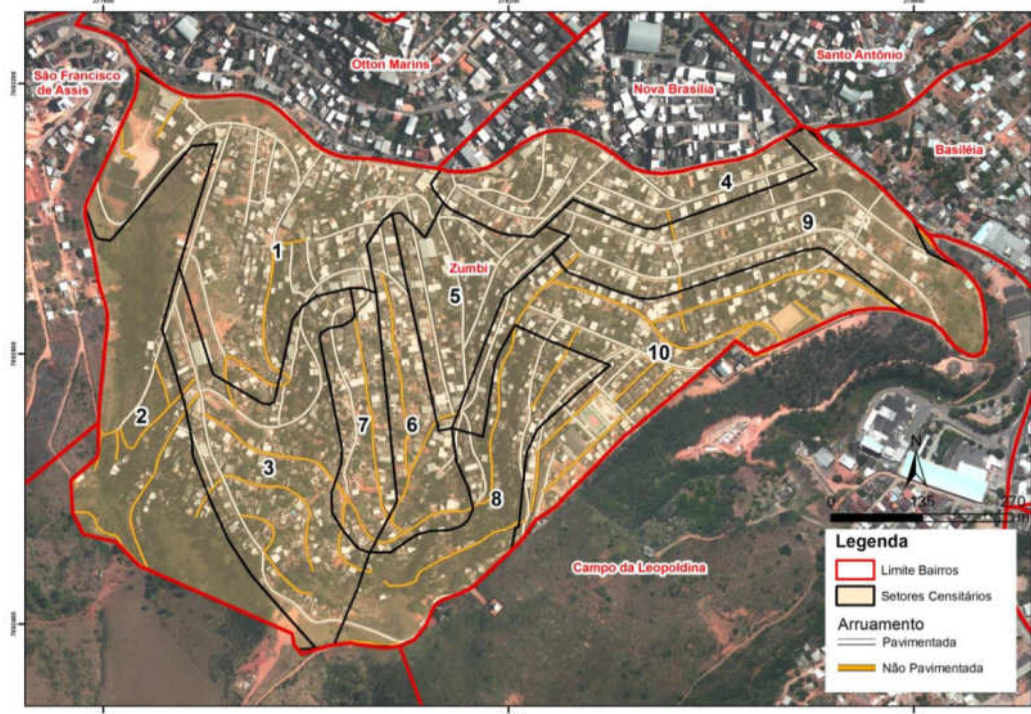 São Francisco
de Assis
Otton Marins
Nova Brasília
Santo Antônio
Basiléia
4
9
1
Zumbi
5
10
2
7
6
3
8
N
0
135
270
m
Campo da Leopoldina
Legenda
Limite Bairros
Setores Censitários
Arruamento
Pavimentada
Não Pavimentada